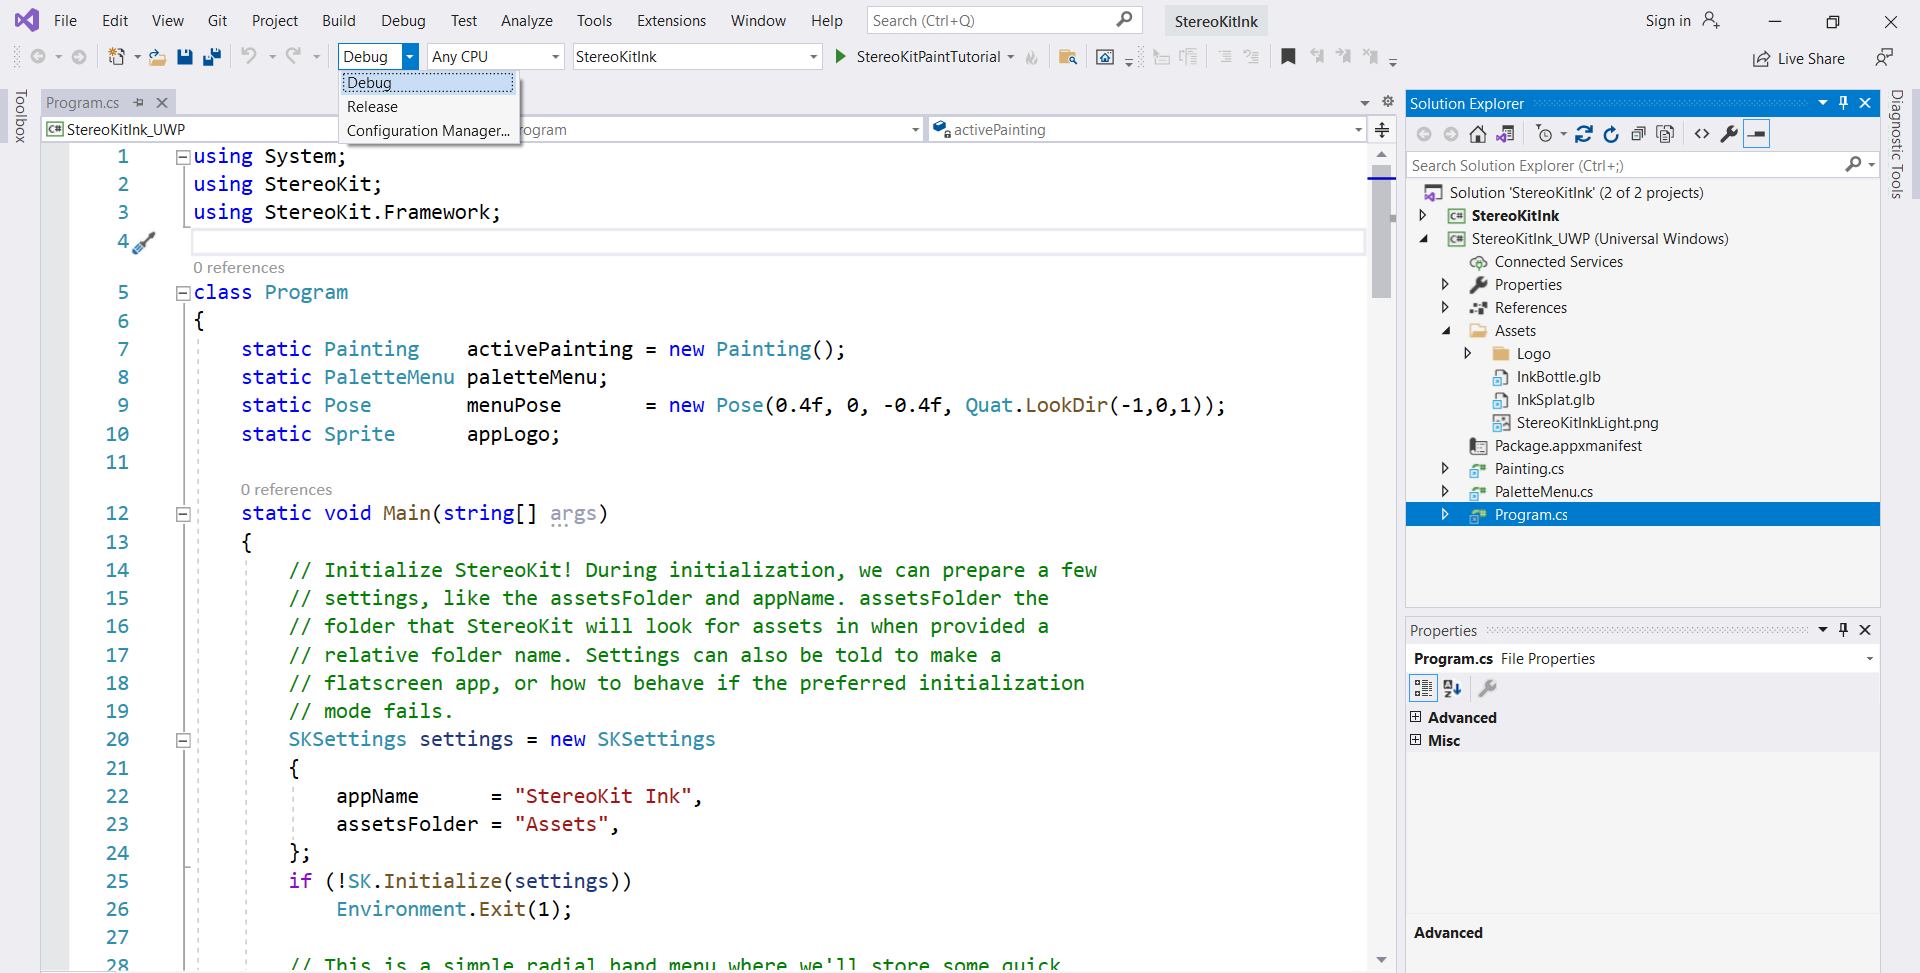 File Edit View Git Project Build Debug Test Analyze Tools Extensions Window Help Search (Ctrl+Q) StereoKitInk Sign in
Debug Any CPU StereoKitInk StereoKitPaintTutorial Live Share
Debug
Release
Configuration Manager...
Toolbox
Program.cs
StereoKitInk_UWP rogram activePainting
1 using System;
2 using StereoKit;
3 using StereoKit.Framework;
4
0 references
5 class Program
6 {
7 static Painting activePainting = new Painting();
8 static PaletteMenu paletteMenu;
9 static Pose menuPose = new Pose(0.4f, 0, -0.4f, Quat.LookDir(-1,0,1));
10 static Sprite appLogo;
11
0 references
12 static void Main(string[] args)
13 {
14 // Initialize StereoKit! During initialization, we can prepare a few
15 // settings, like the assetsFolder and appName. assetsFolder the
16 // folder that StereoKit will look for assets in when provided a
17 // relative folder name. Settings can also be told to make a
18 // flatscreen app, or how to behave if the preferred initialization
19 // mode fails.
20 SKSettings settings = new SKSettings
21 {
22 appName = "StereoKit Ink",
23 assetsFolder = "Assets",
24 };
25 if (!SK.Initialize(settings))
26 Environment.Exit(1);
27
28 // This is a simple radial hand menu where we'll store some quick
Solution Explorer
Search Solution Explorer (Ctrl+;)
Solution 'StereoKitInk' (2 of 2 projects)
C# StereoKitInk
C# StereoKitInk_UWP (Universal Windows)
Connected Services
Properties
References
Assets
Logo
InkBottle.glb
InkSplat.glb
StereoKitInkLight.png
Package.appxmanifest
Painting.cs
PaletteMenu.cs
Program.cs
Properties
Program.cs File Properties
Advanced
Misc
Advanced
Diagnostic Tools